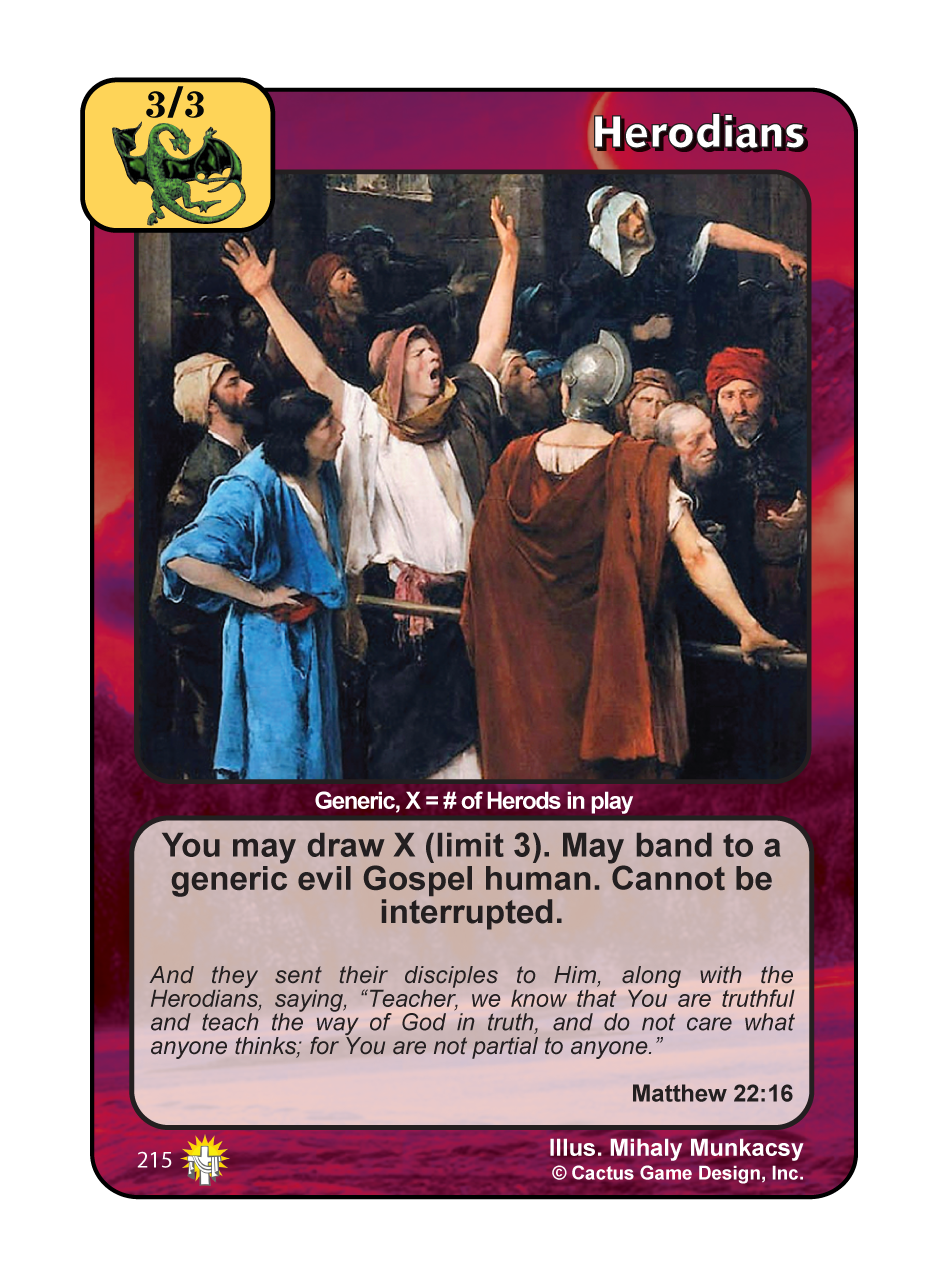 3/3
Herodians
Generic, X = # of Herods in play
You may draw X (limit 3). May band to a
generic evil Gospel human. Cannot be
interrupted.
And they sent their disciples to Him, along with the
Herodians, saying, “Teacher, we know that You are truthful
and teach the way of God in truth, and do not care what
anyone thinks; for You are not partial to anyone.”
Matthew 22:16
215
Illus. Mihaly Munkacsy
© Cactus Game Design, Inc.